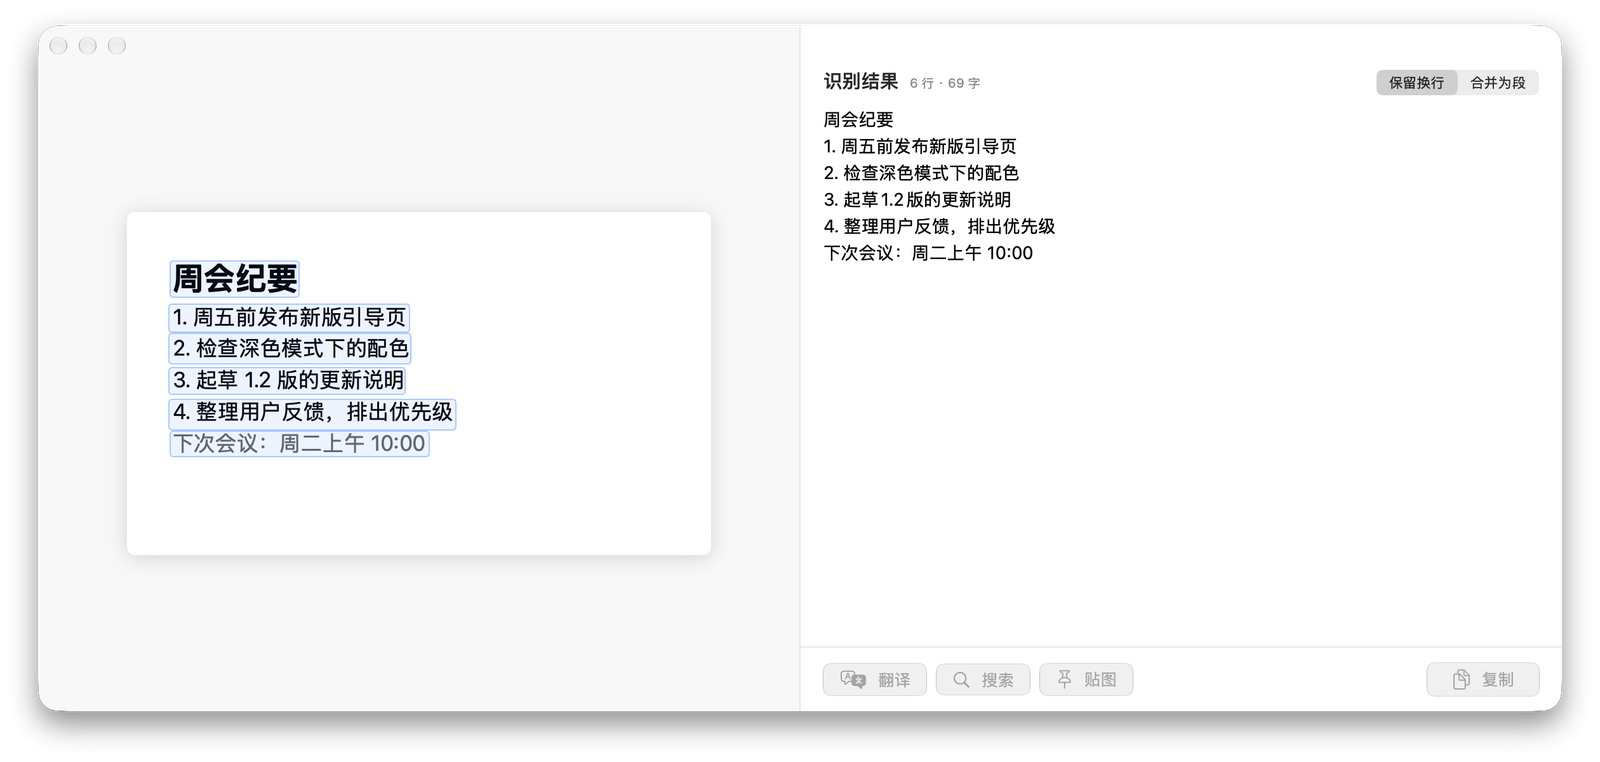 周会纪要
1. 周五前发布新版引导页
2. 检查深色模式下的配色
3. 起草 1.2 版的更新说明
4. 整理用户反馈，排出优先级
下次会议：周二上午 10:00
识别结果 6 行 · 69 字
保留换行 合并为段
周会纪要
1. 周五前发布新版引导页
2. 检查深色模式下的配色
3. 起草1.2版的更新说明
4. 整理用户反馈，排出优先级
下次会议：周二上午 10:00
翻译 搜索 贴图 复制